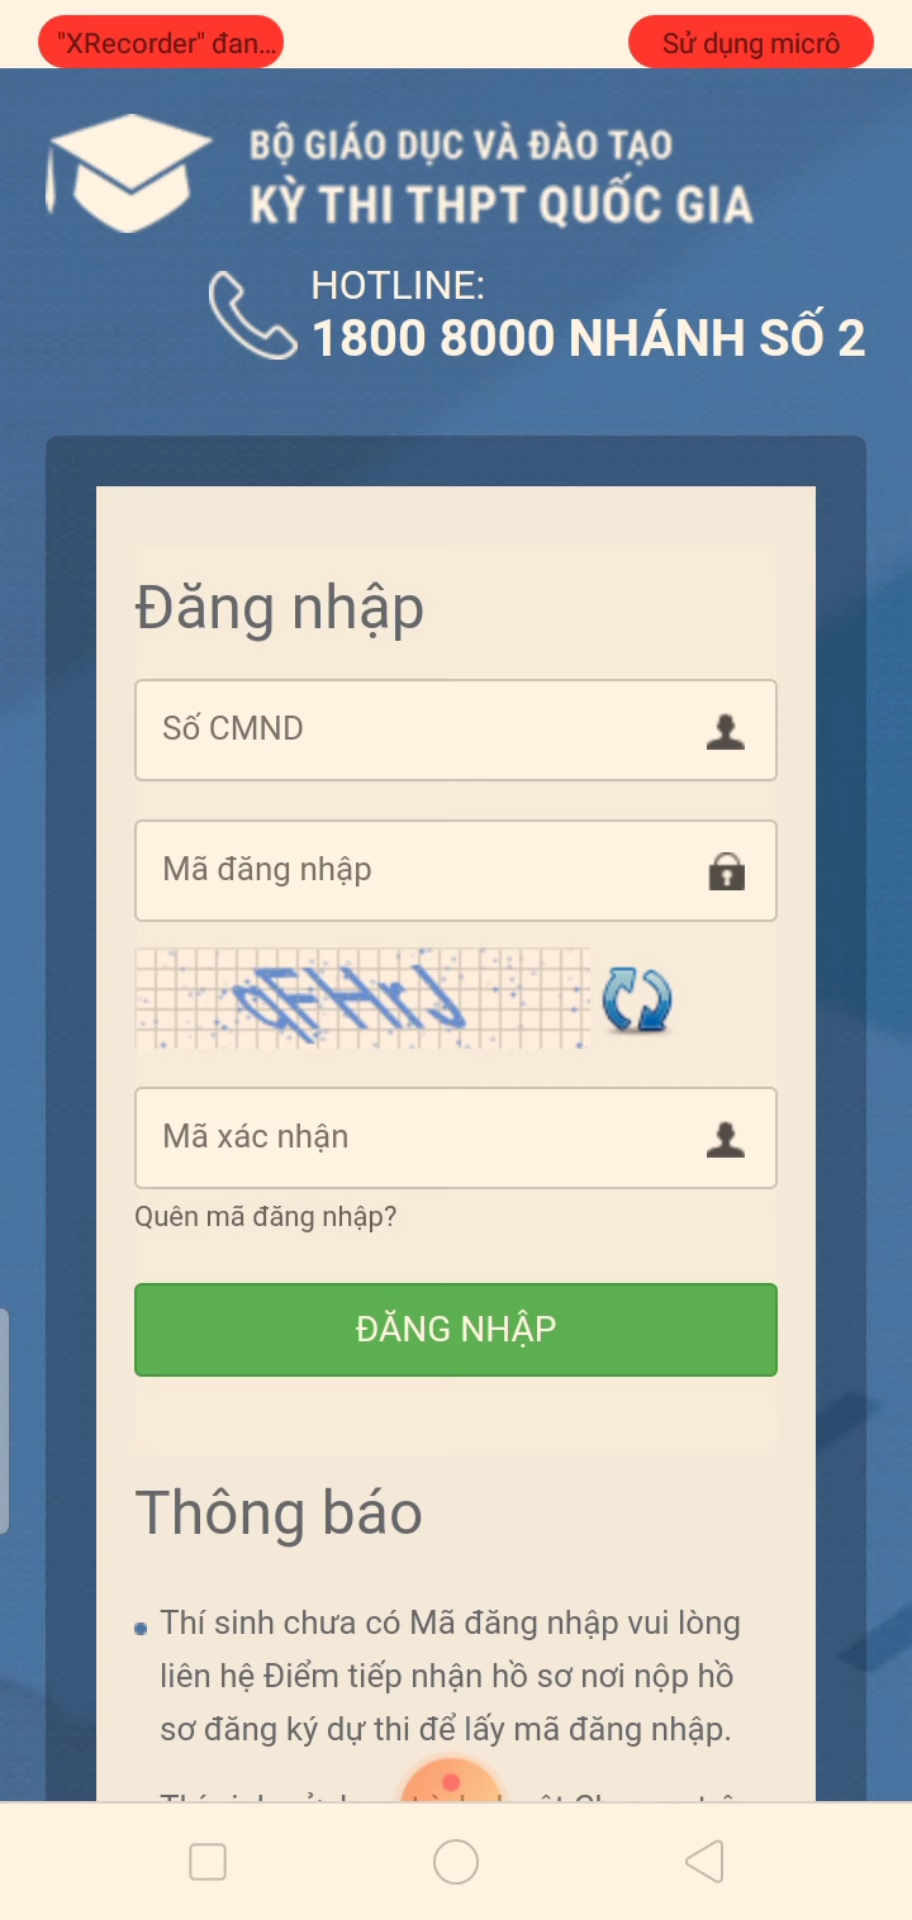 "XRecorder" đan...
Sử dụng micrô
BỘ GIÁO DỤC VÀ ĐÀO TẠO
KỲ THI THPT QUỐC GIA
HOTLINE:
1800 8000 NHÁNH SỐ 2
Đăng nhập
Số CMND
Mã đăng nhập
Mã xác nhận
Quên mã đăng nhập?
ĐĂNG NHẬP
Thông báo
Thí sinh chưa có Mã đăng nhập vui lòng
liên hệ Điểm tiếp nhận hồ sơ nơi nộp hồ
sơ đăng ký dự thi để lấy mã đăng nhập.